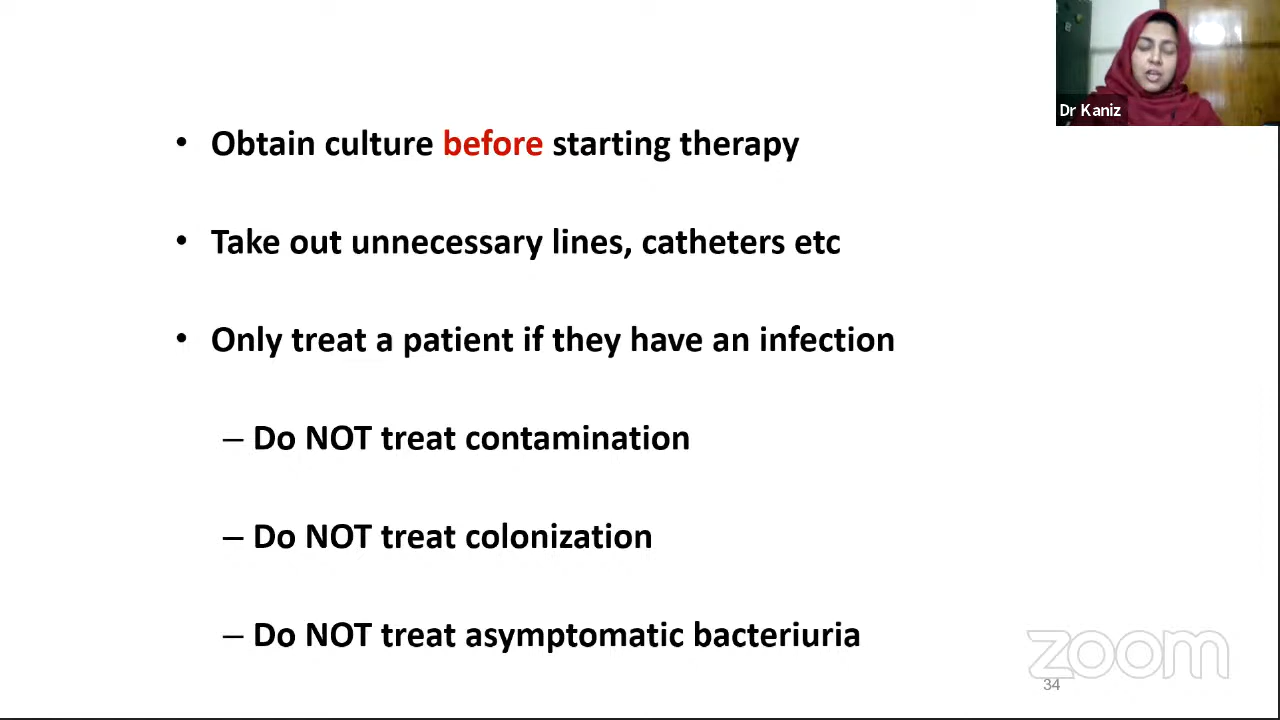 Dr Kaniz
• Obtain culture before starting therapy
• Take out unnecessary lines, catheters etc
• Only treat a patient if they have an infection
– Do NOT treat contamination
– Do NOT treat colonization
– Do NOT treat asymptomatic bacteriuria
zoom
34